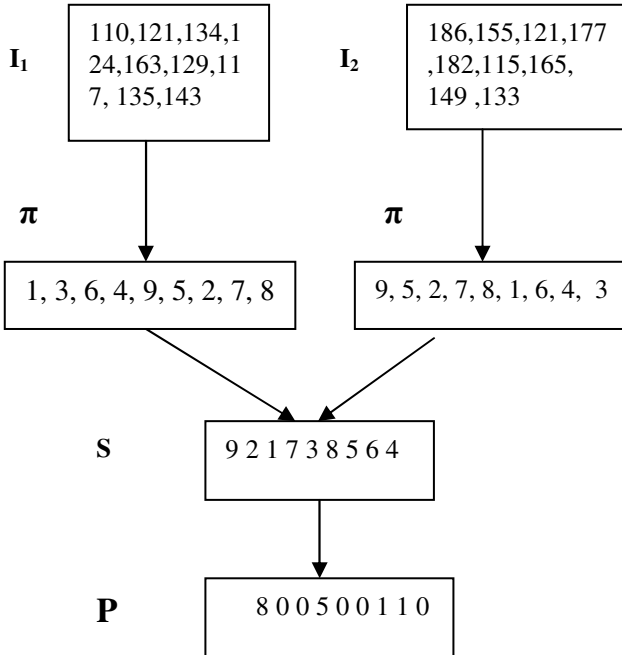 I₁
110,121,134,1
24,163,129,11
7, 135,143
I₂
186,155,121,177
,182,115,165,
149 ,133
π
π
1, 3, 6, 4, 9, 5, 2, 7, 8
9, 5, 2, 7, 8, 1, 6, 4, 3
S
9 2 1 7 3 8 5 6 4
P
8 0 0 5 0 0 1 1 0